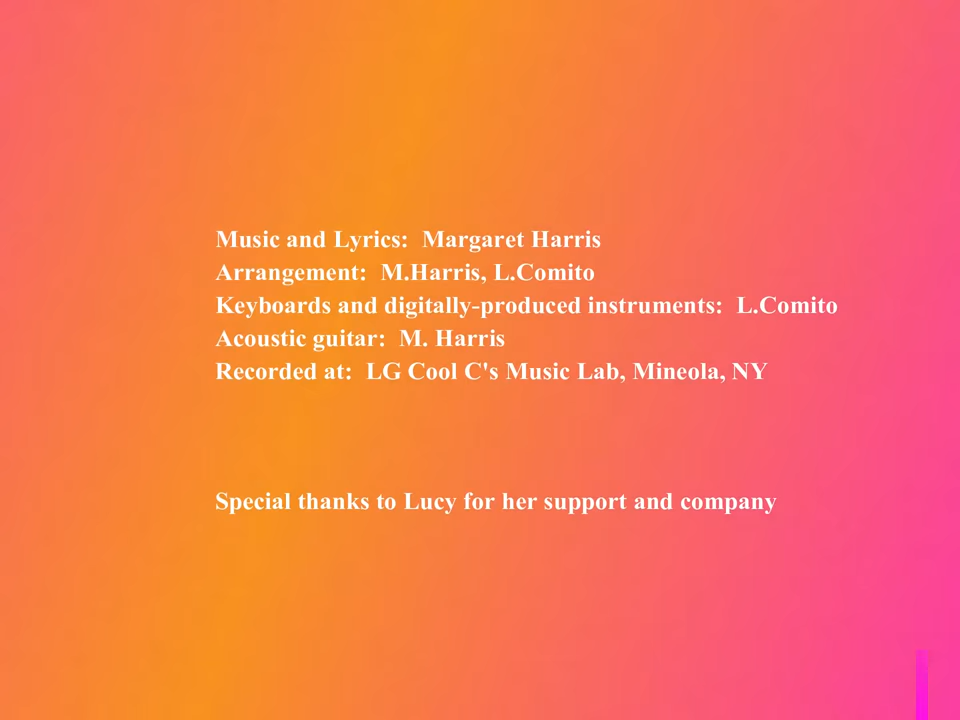 Music and Lyrics:  Margaret Harris
Arrangement:  M.Harris, L.Comito
Keyboards and digitally-produced instruments:  L.Comito
Acoustic guitar:  M. Harris
Recorded at:  LG Cool C's Music Lab, Mineola, NY
Special thanks to Lucy for her support and company